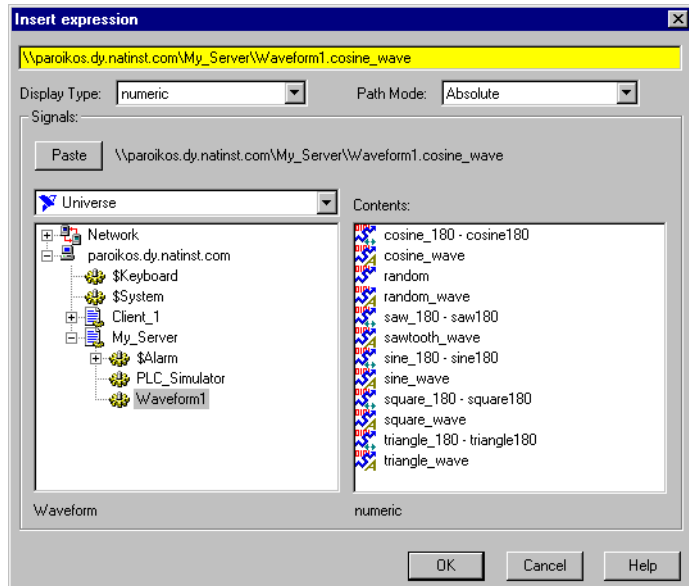 Insert expression
\\paroikos.dy.natinst.com\My_Server\Waveform1.cosine_wave
Display Type: numeric Path Mode: Absolute
Signals:
Paste \\paroikos.dy.natinst.com\My_Server\Waveform1.cosine_wave
Universe
Network
paroikos.dy.natinst.com
$Keyboard
$System
Client_1
My_Server
$Alarm
PLC_Simulator
Waveform1
Waveform
Contents:
cosine_180 - cosine180
cosine_wave
random
random_wave
saw_180 - saw180
sawtooth_wave
sine_180 - sine180
sine_wave
square_180 - square180
square_wave
triangle_180 - triangle180
triangle_wave
numeric
OK Cancel Help